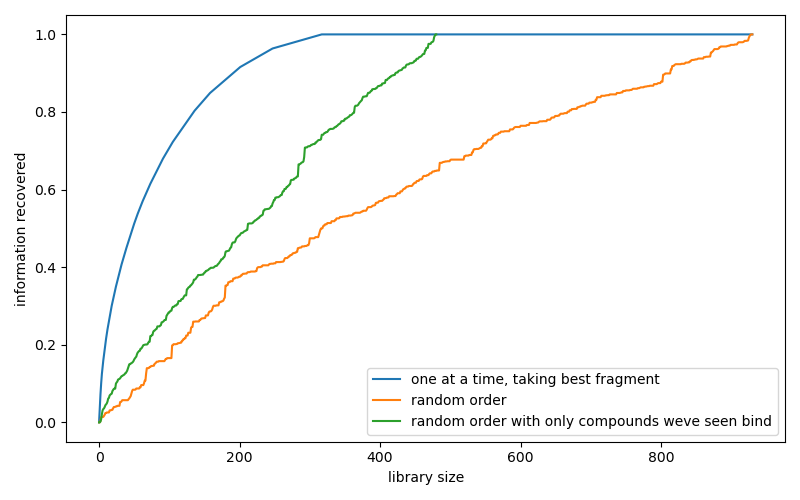 1.0
0.8
0.6
0.4
0.2
0.0
information recovered
one at a time, taking best fragment
random order
random order with only compounds weve seen bind
0 200 400 600 800
library size